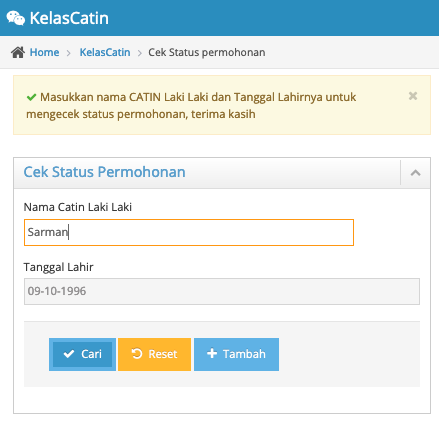 KelasCatin
Home > KelasCatin > Cek Status permohonan
Masukkan nama CATIN Laki Laki dan Tanggal Lahirnya untuk
mengecek status permohonan, terima kasih
Cek Status Permohonan
Nama Catin Laki Laki
Sarman
Tanggal Lahir
09-10-1996
Cari Reset Tambah